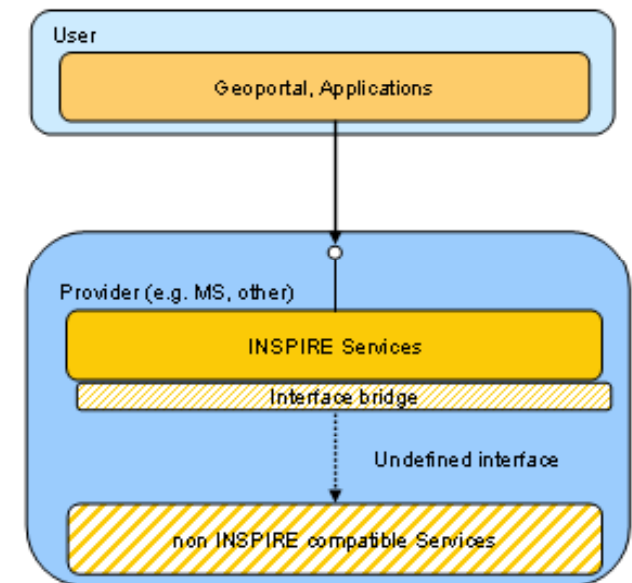 User
Geoportal, Applications
Provider (e.g. MS, other)
INSPIRE Services
Interface bridge
Undefined interface
non INSPIRE compatible Services